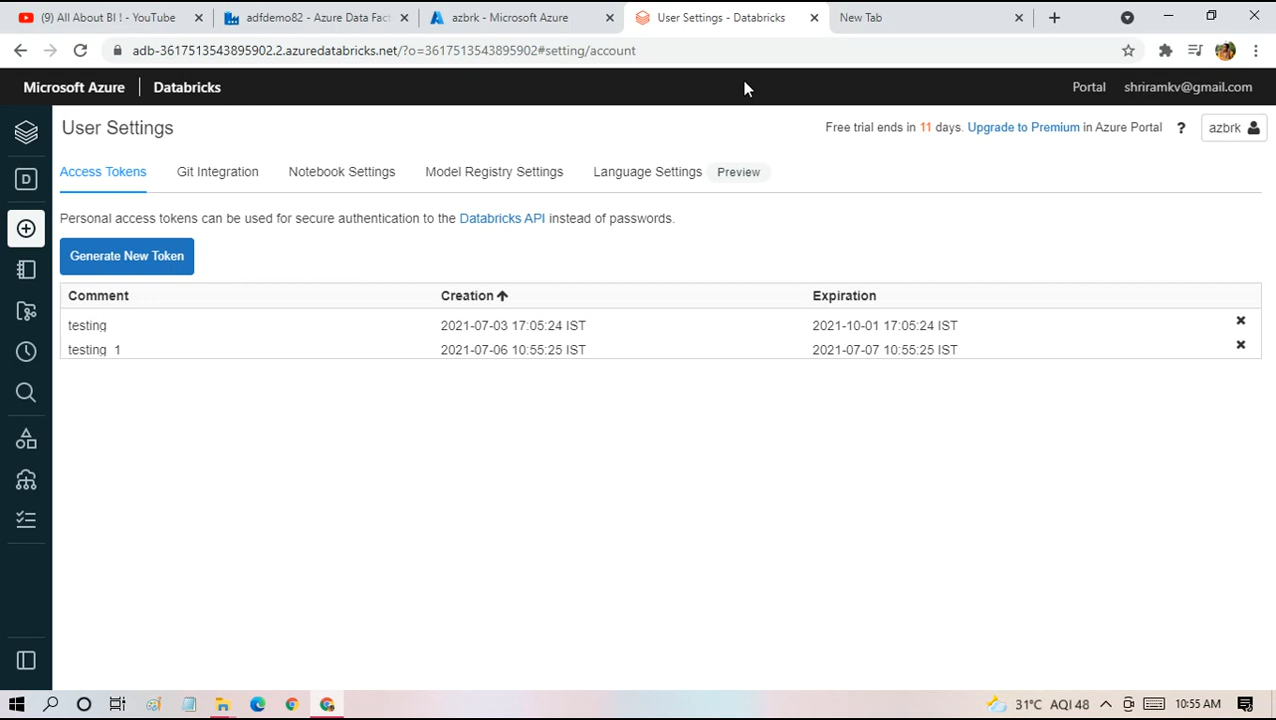 (9) All About BI ! - YouTube
adfdemo82 - Azure Data Fact
azbrk - Microsoft Azure
User Settings - Databricks
New Tab
adb-3617513543895902.2.azuredatabricks.net/?o=3617513543895902#setting/account
Microsoft Azure
Databricks
Portal
shriramkv@gmail.com
User Settings
Free trial ends in 11 days. Upgrade to Premium in Azure Portal
?
azbrk
D
Access Tokens
Git Integration
Notebook Settings
Model Registry Settings
Language Settings
Preview
Personal access tokens can be used for secure authentication to the Databricks API instead of passwords.
Generate New Token
Comment
Creation
Expiration
testing
2021-07-03 17:05:24 IST
2021-10-01 17:05:24 IST
testing_1
2021-07-06 10:55:25 IST
2021-07-07 10:55:25 IST
31°C AQI 48
10:55 AM